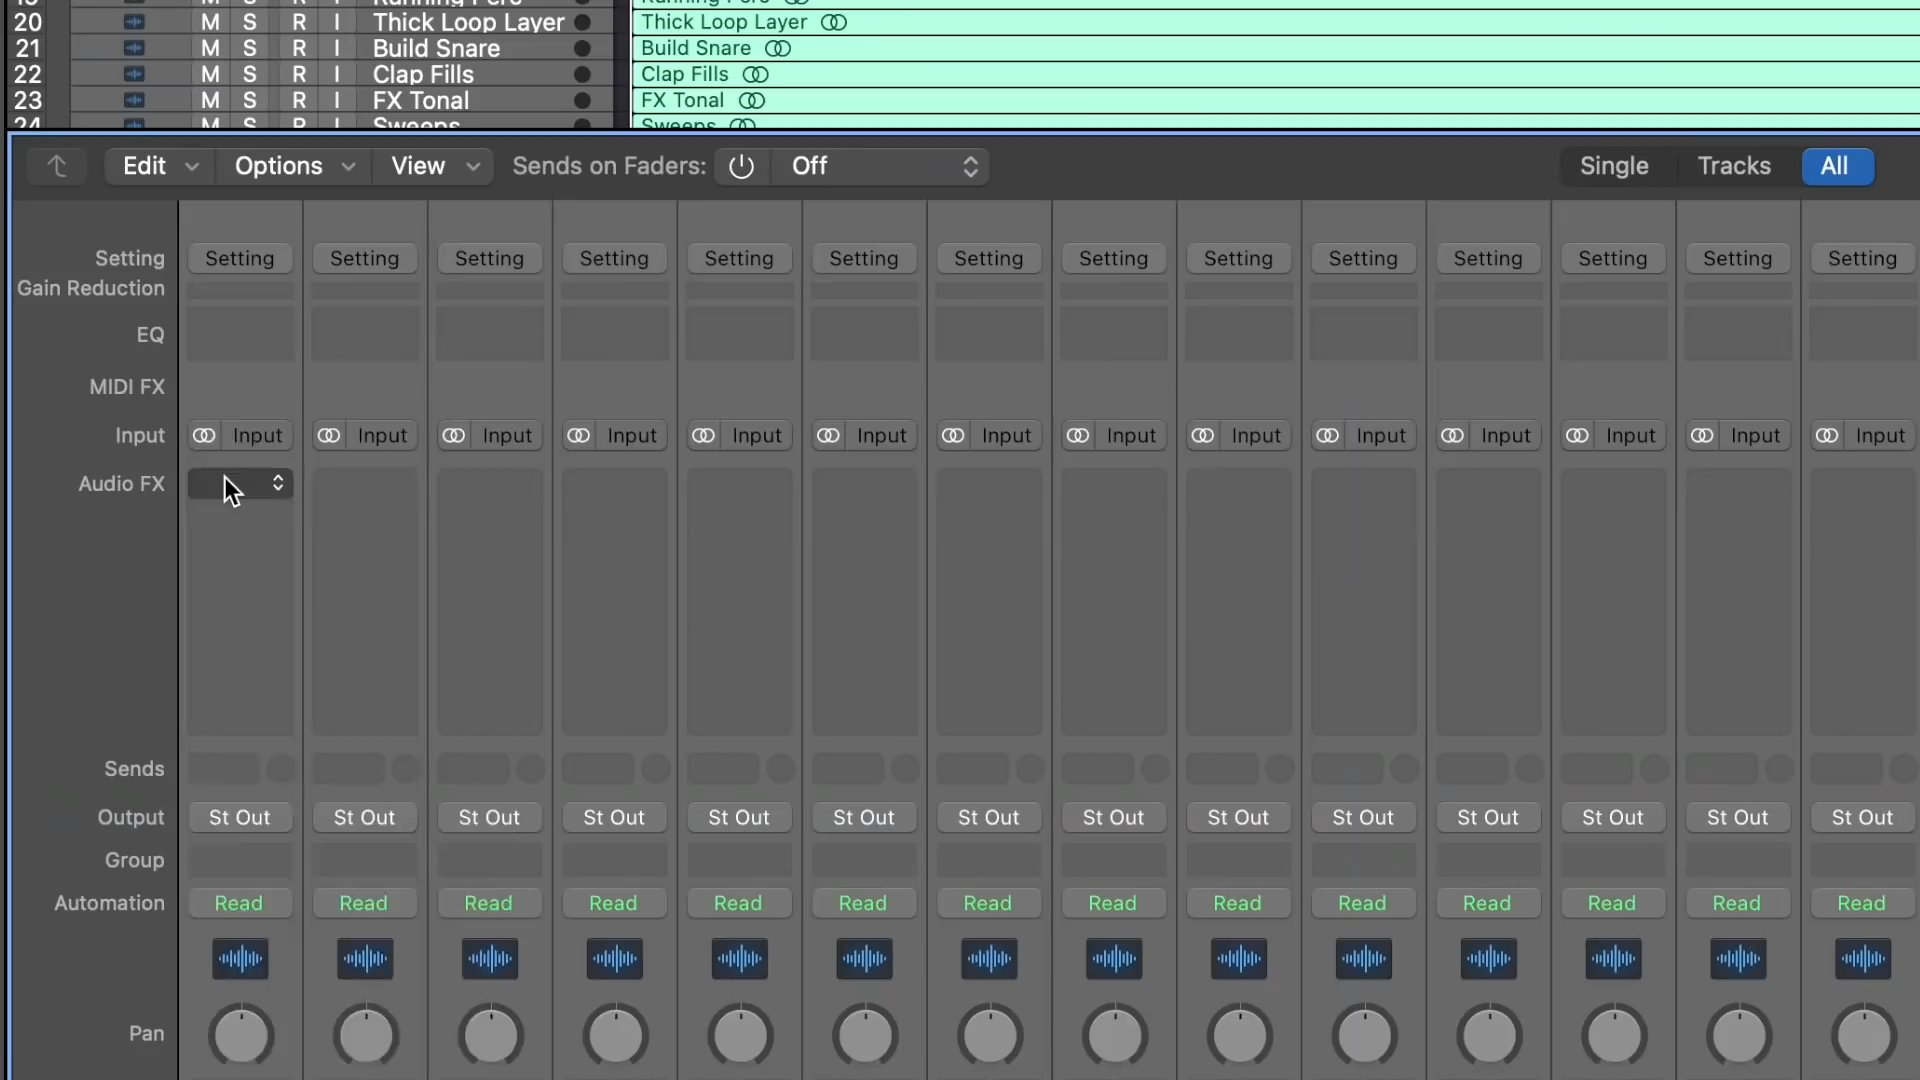 20 M S R I Thick Loop Layer Thick Loop Layer
21 M S R I Build Snare Build Snare
22 M S R I Clap Fills Clap Fills
23 M S R I FX Tonal FX Tonal
24 M S R I Sweeps Sweeps
Edit Options View Sends on Faders: Off Single Tracks All
Setting Setting Setting Setting Setting Setting Setting Setting Setting Setting Setting Setting Setting Setting Setting
Gain Reduction
EQ
MIDI FX
Input Input Input Input Input Input Input Input Input Input Input Input Input Input Input
Audio FX
Sends
Output St Out St Out St Out St Out St Out St Out St Out St Out St Out St Out St Out St Out St Out St Out
Group
Automation Read Read Read Read Read Read Read Read Read Read Read Read Read Read
Pan